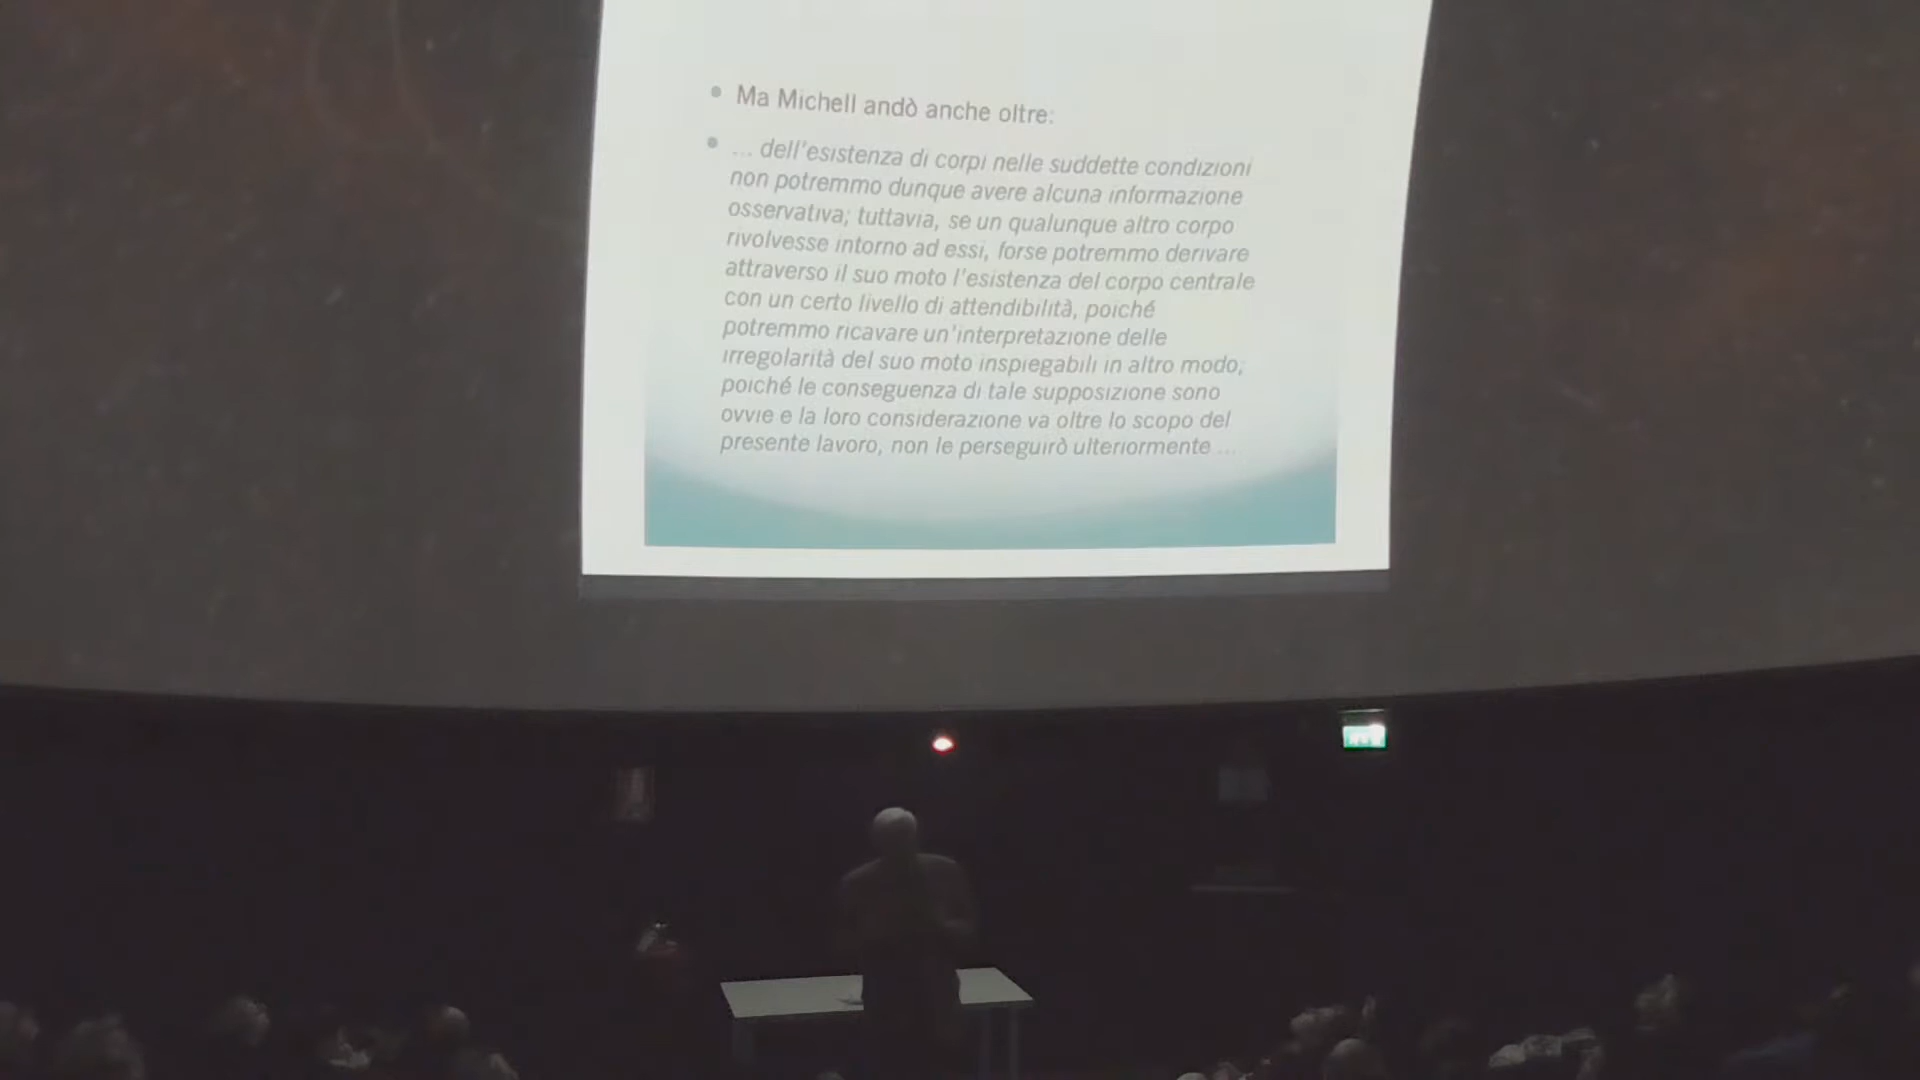 Ma Michell andò anche oltre:
... dell'esistenza di corpi nelle suddette condizioni
non potremmo dunque avere alcuna informazione
osservativa; tuttavia, se un qualunque altro corpo
rivolvesse intorno ad essi, forse potremmo derivare
attraverso il suo moto l'esistenza del corpo centrale
con un certo livello di attendibilità, poiché
potremmo ricavare un'interpretazione delle
irregolarità del suo moto inspiegabili in altro modo;
poiché le conseguenza di tale supposizione sono
ovvie e la loro considerazione va oltre lo scopo del
presente lavoro, non le perseguirò ulteriormente ...